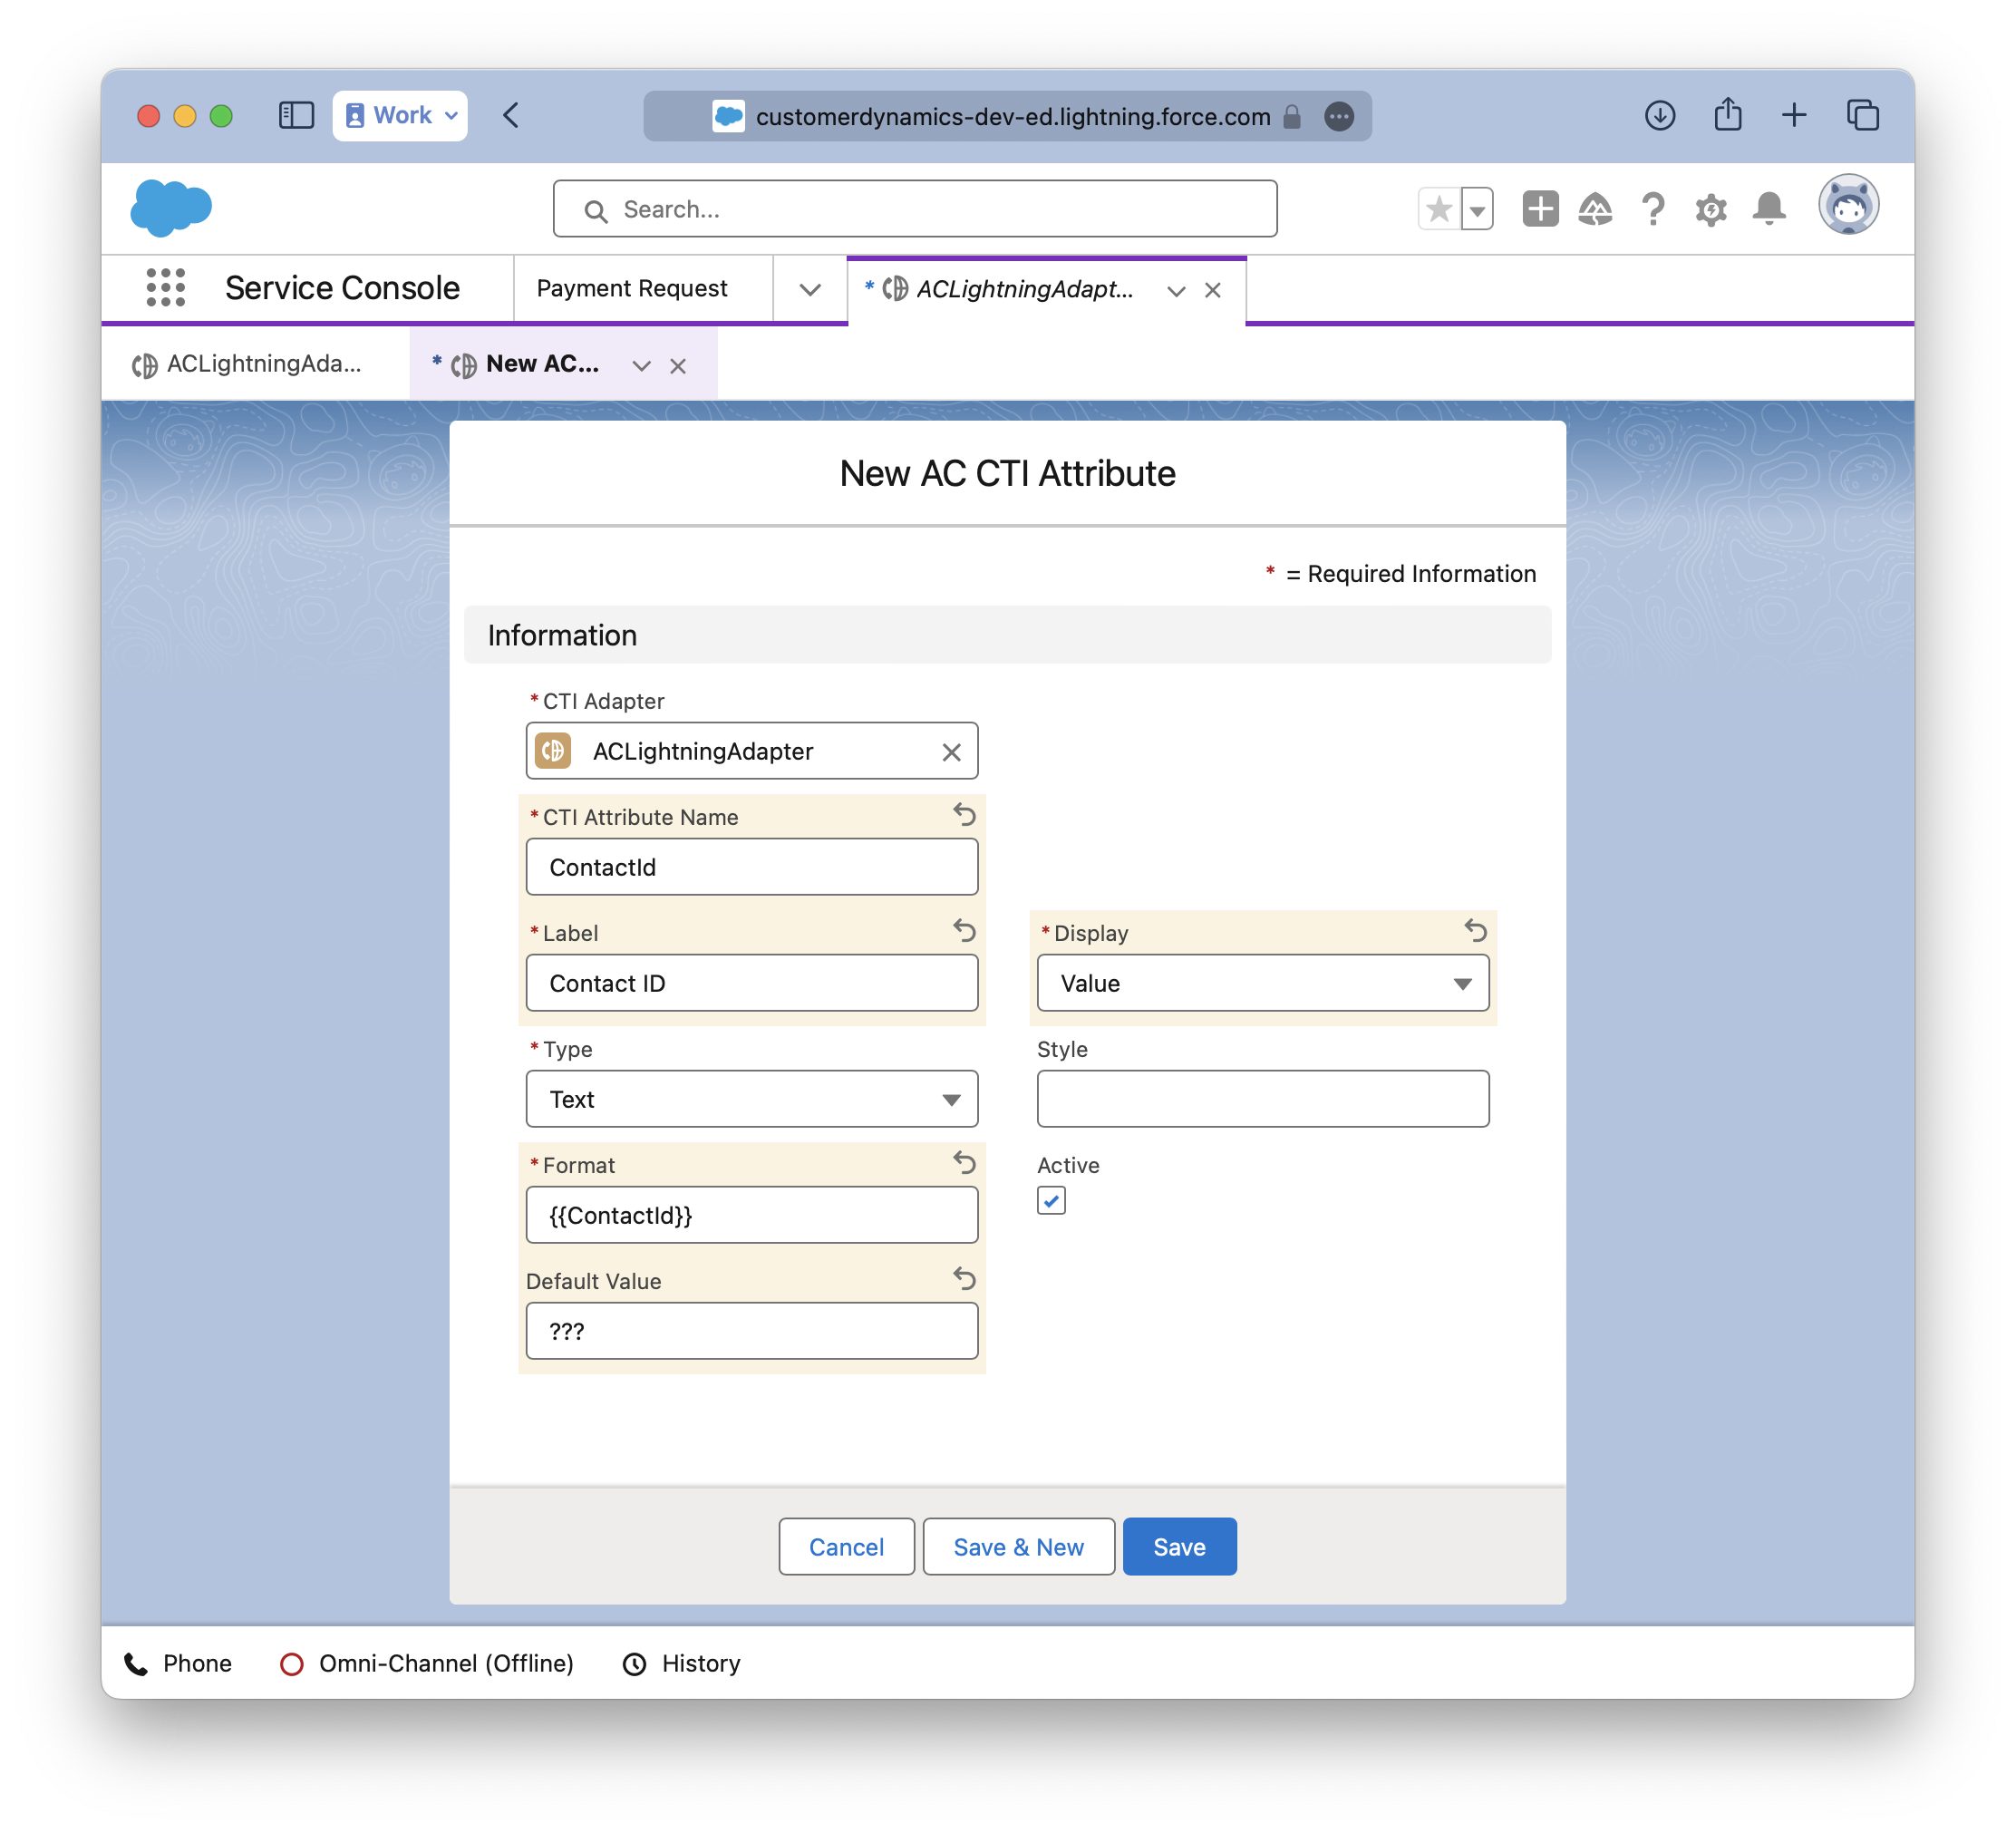 Work
customerdynamics-dev-ed.lightning.force.com
Search...
Service Console
Payment Request
* ACLightningAdapt...
ACLightningAda...
* New AC...
New AC CTI Attribute
* = Required Information
Information
* CTI Adapter
ACLightningAdapter
* CTI Attribute Name
ContactId
* Label
* Display
Contact ID
Value
* Type
Style
Text
* Format
Active
{{ContactId}}
Default Value
???
Cancel
Save & New
Save
Phone
Omni-Channel (Offline)
History